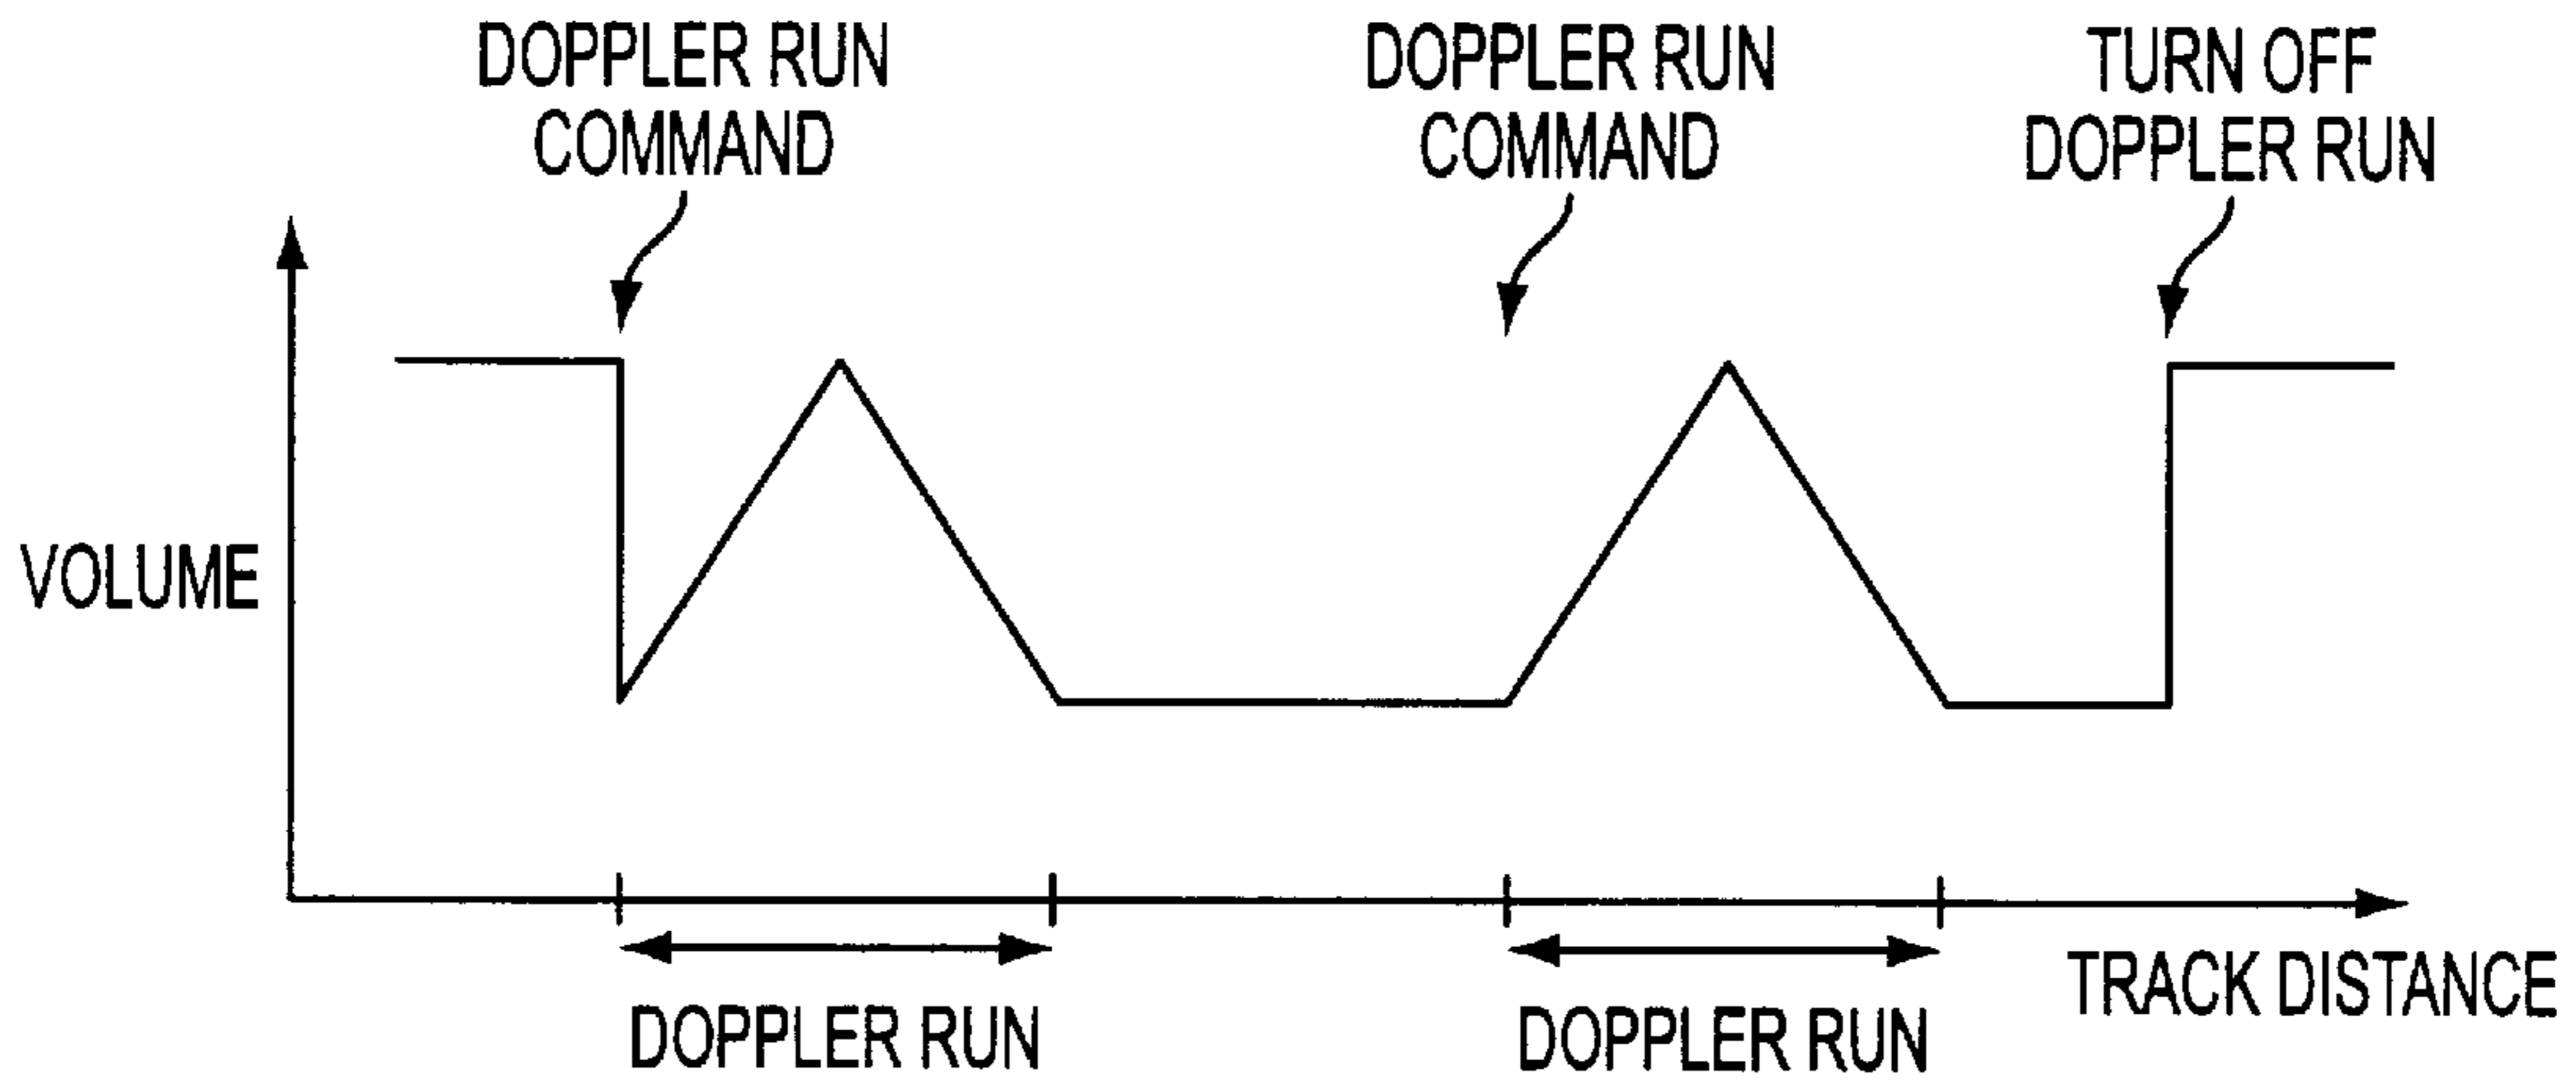 DOPPLER RUN
COMMAND
DOPPLER RUN
COMMAND
TURN OFF
DOPPLER RUN
VOLUME
TRACK DISTANCE
DOPPLER RUN
DOPPLER RUN